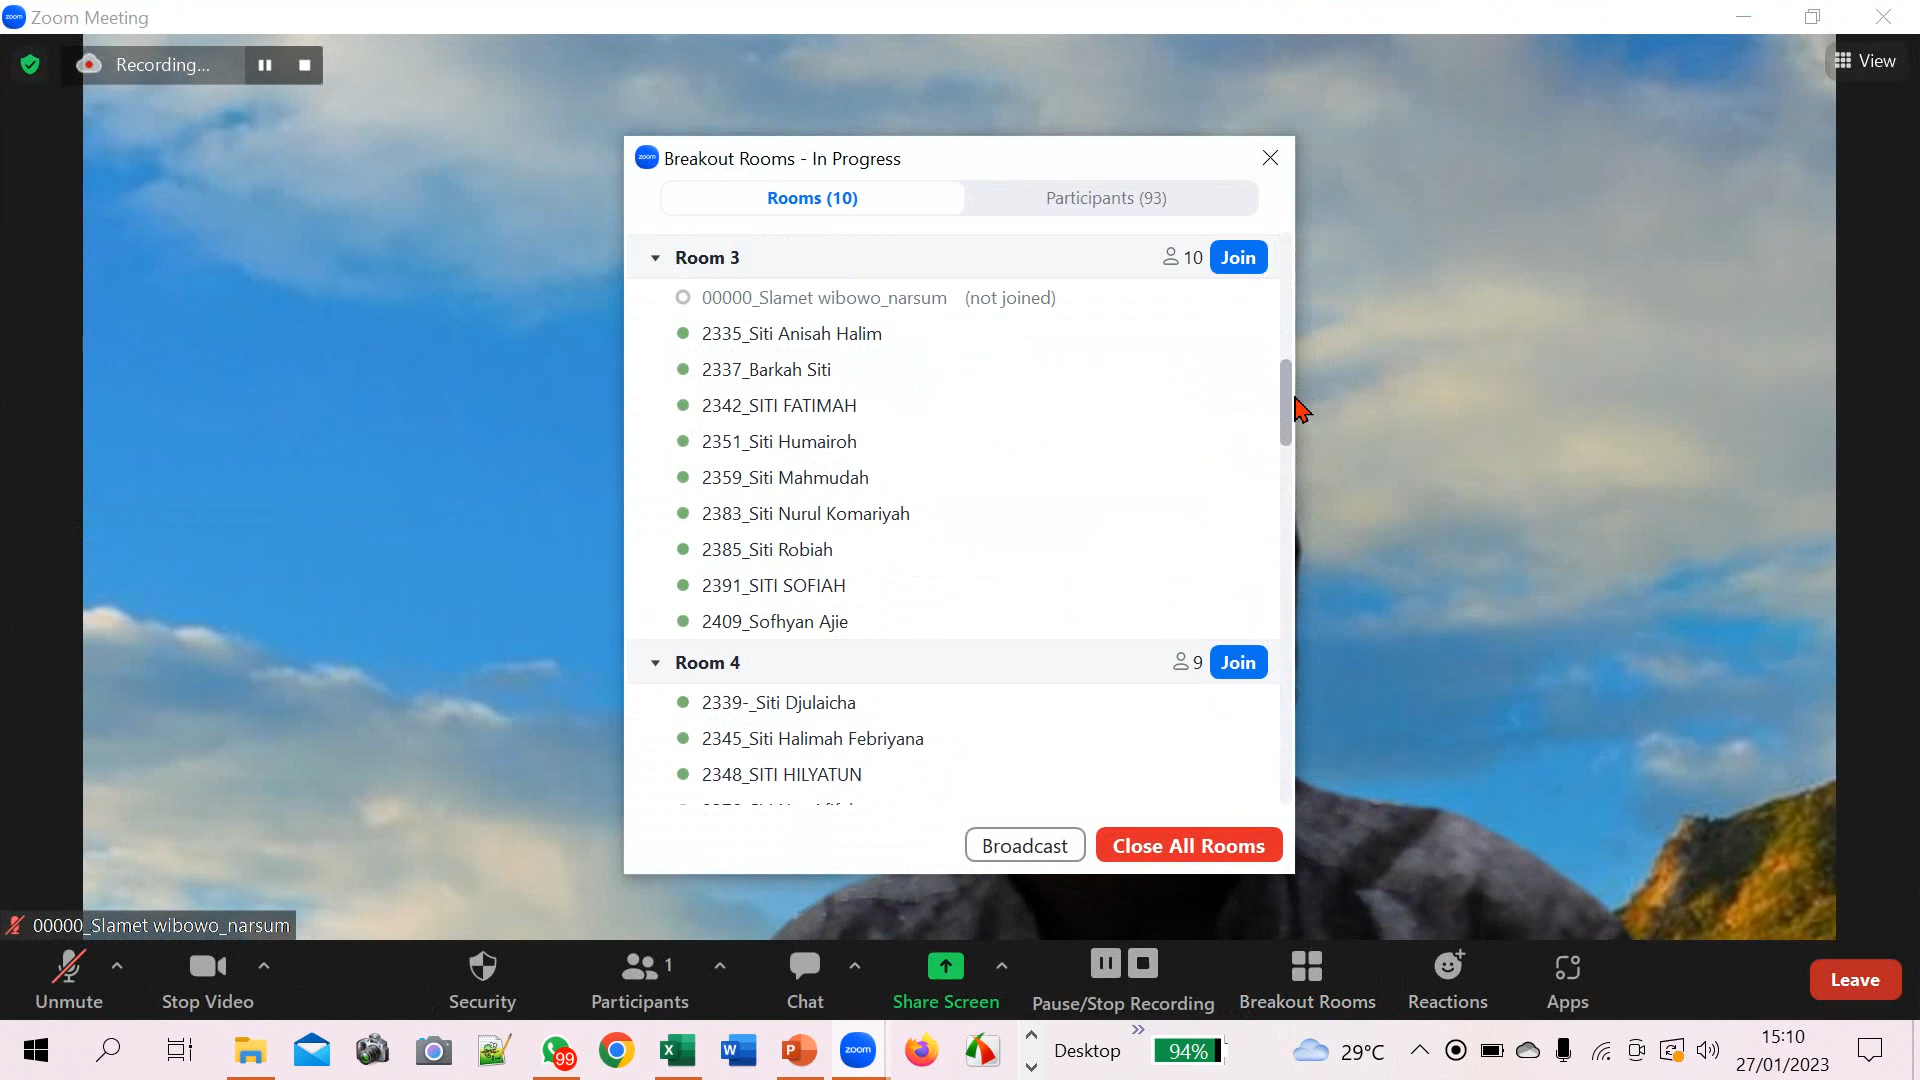 Zoom Meeting
Recording...
View
zoom
Breakout Rooms - In Progress
Rooms (10)
Participants (93)
Room 3
10
Join
00000_Slamet wibowo_narsum (not joined)
2335_Siti Anisah Halim
2337_Barkah Siti
2342_SITI FATIMAH
2351_Siti Humairoh
2359_Siti Mahmudah
2383_Siti Nurul Komariyah
2385_Siti Robiah
2391_SITI SOFIAH
2409_Sofhyan Ajie
Room 4
9
Join
2339-_Siti Djulaicha
2345_Siti Halimah Febriyana
2348_SITI HILYATUN
Broadcast
Close All Rooms
00000_Slamet wibowo_narsum
1
Unmute
Stop Video
Security
Participants
Chat
Share Screen
Pause/Stop Recording
Breakout Rooms
Reactions
Apps
Leave
99
X
W
P
zoom
Desktop
94%
29°C
15:10
27/01/2023